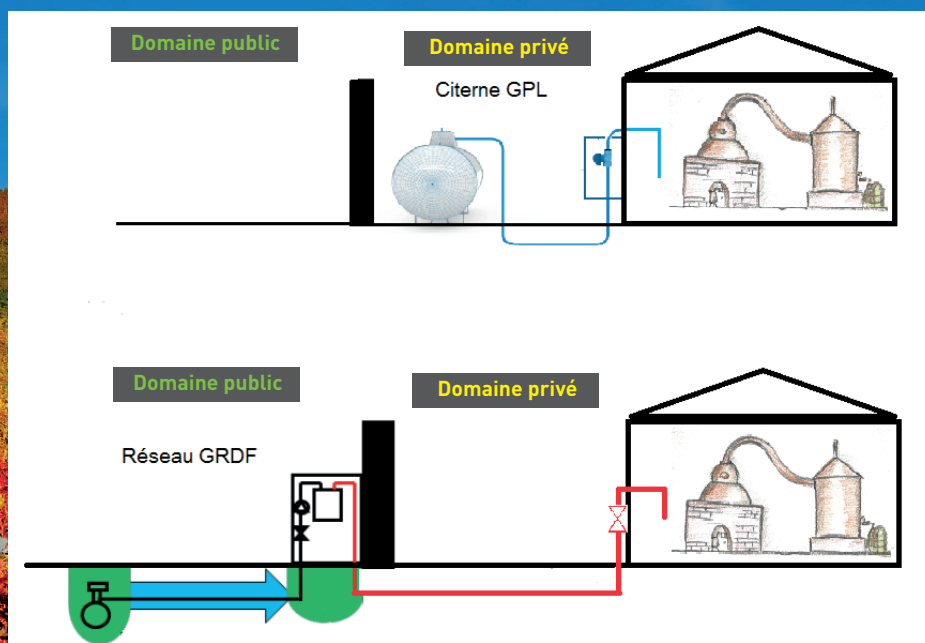 Domaine public
Domaine privé
Citerne GPL
Domaine public
Domaine privé
Réseau GRDF